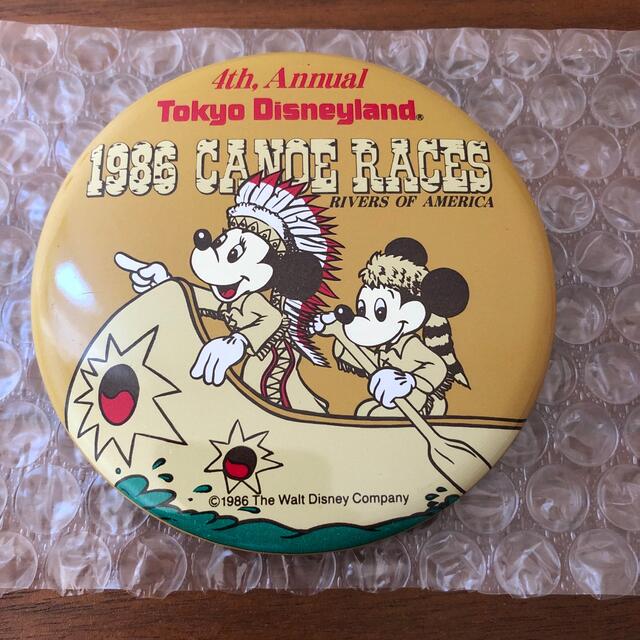 4th, Annual
Tokyo Disneyland®
1986 CANOE RACES
RIVERS OF AMERICA
©1986 The Walt Disney Company